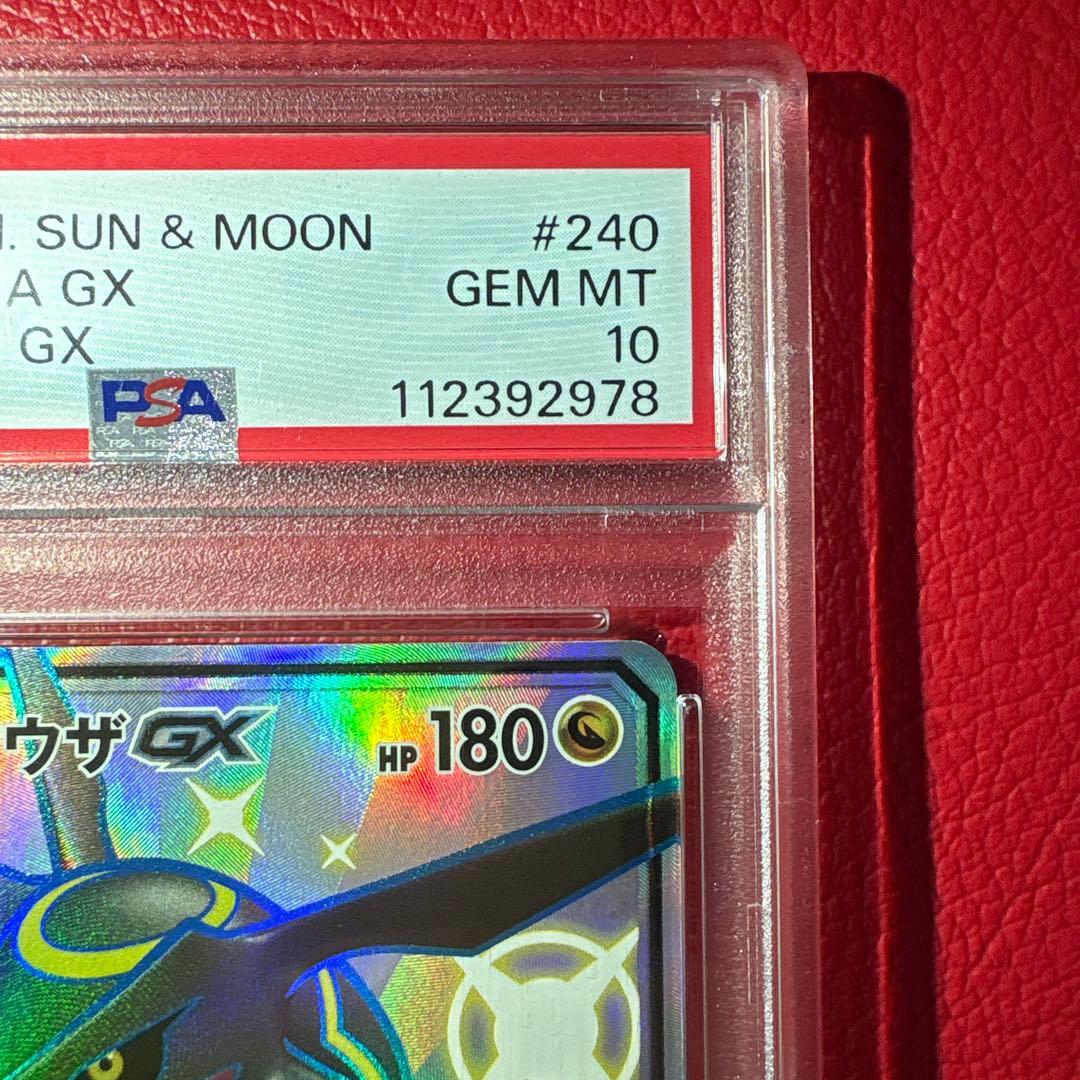 . SUN & MOON #240
A GX GEM MT
GX 10
PSA 112392978
ウザGX HP 180